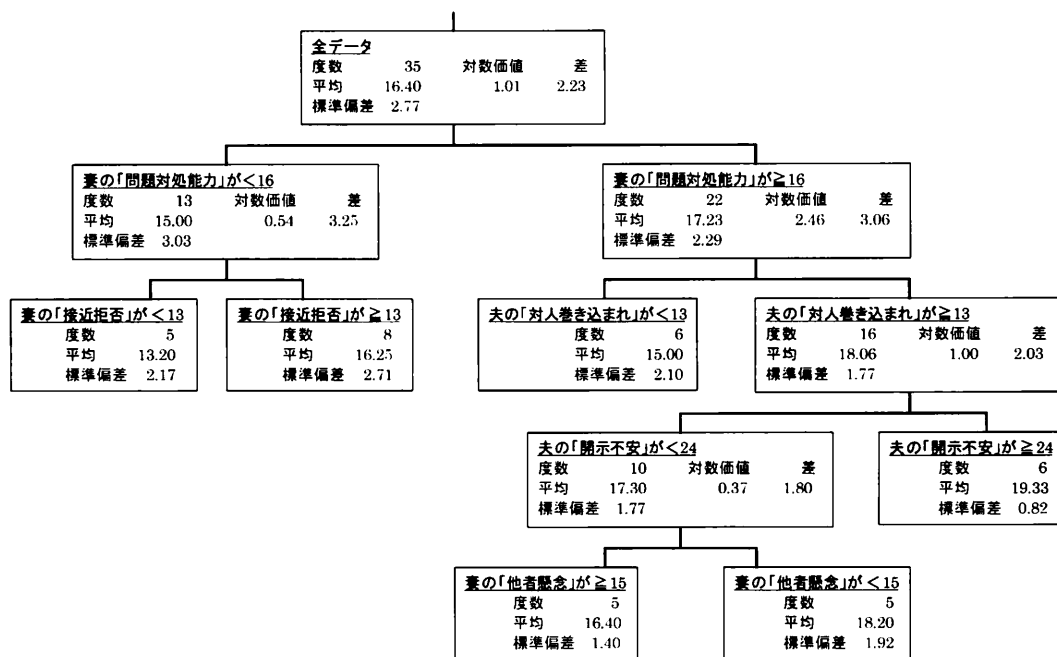 全データ
度数 35 対数価値 差
平均 16.40 1.01 2.23
標準偏差 2.77
妻の「問題対処能力」が<16
度数 13 対数価値 差
平均 15.00 0.54 3.25
標準偏差 3.03
妻の「問題対処能力」が≧16
度数 22 対数価値 差
平均 17.23 2.46 3.06
標準偏差 2.29
妻の「接近拒否」が<13
度数 5
平均 13.20
標準偏差 2.17
妻の「接近拒否」が≧13
度数 8
平均 16.25
標準偏差 2.71
夫の「対人巻き込まれ」が<13
度数 6
平均 15.00
標準偏差 2.10
夫の「対人巻き込まれ」が≧13
度数 16 対数価値 差
平均 18.06 1.00 2.03
標準偏差 1.77
夫の「開示不安」が<24
度数 10 対数価値 差
平均 17.30 0.37 1.80
標準偏差 1.77
夫の「開示不安」が≧24
度数 6
平均 19.33
標準偏差 0.82
妻の「他者懸念」が≧15
度数 5
平均 16.40
標準偏差 1.40
妻の「他者懸念」が<15
度数 5
平均 18.20
標準偏差 1.92